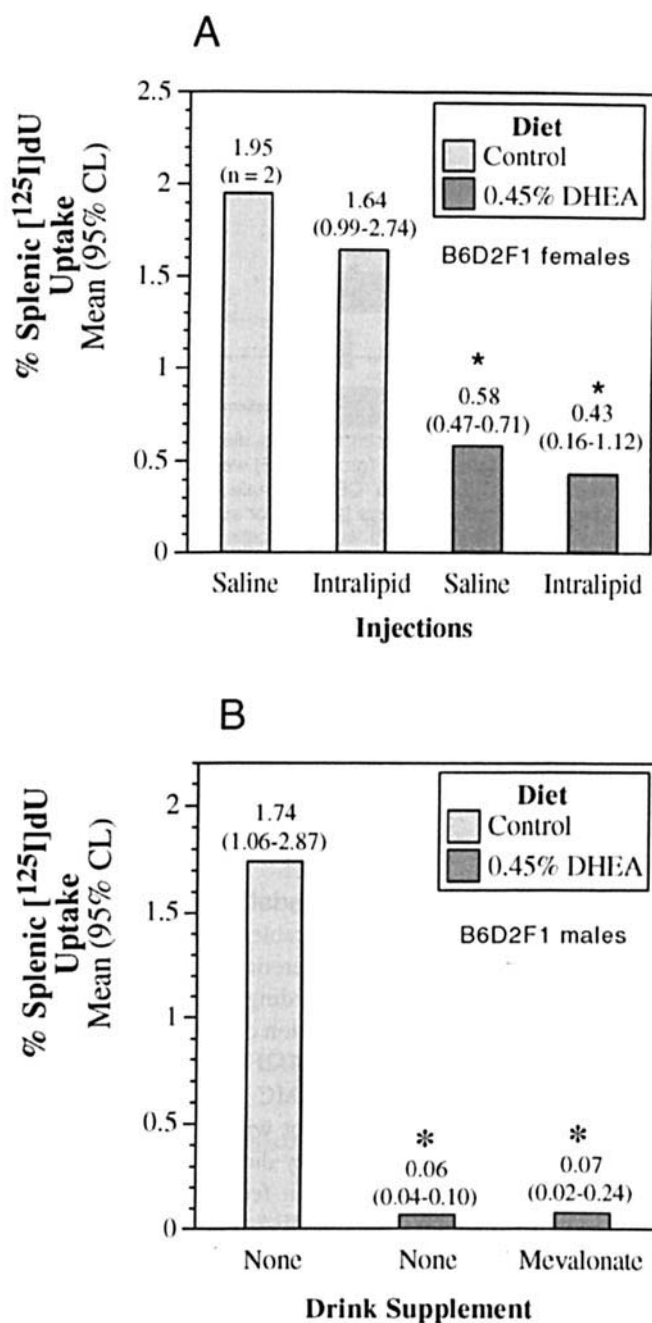 A
% Splenic [¹²⁵I]dU
Uptake
Mean (95% CL)
2.5
2
1.5
1
0.5
0
1.95
(n = 2)
1.64
(0.99-2.74)
*
0.58
(0.47-0.71)
*
0.43
(0.16-1.12)
Diet
Control
0.45% DHEA
B6D2F1 females
Saline Intralipid Saline Intralipid
Injections
B
% Splenic [¹²⁵I]dU
Uptake
Mean (95% CL)
2
1.5
1
0.5
0
1.74
(1.06-2.87)
*
0.06
(0.04-0.10)
*
0.07
(0.02-0.24)
Diet
Control
0.45% DHEA
B6D2F1 males
None None Mevalonate
Drink Supplement